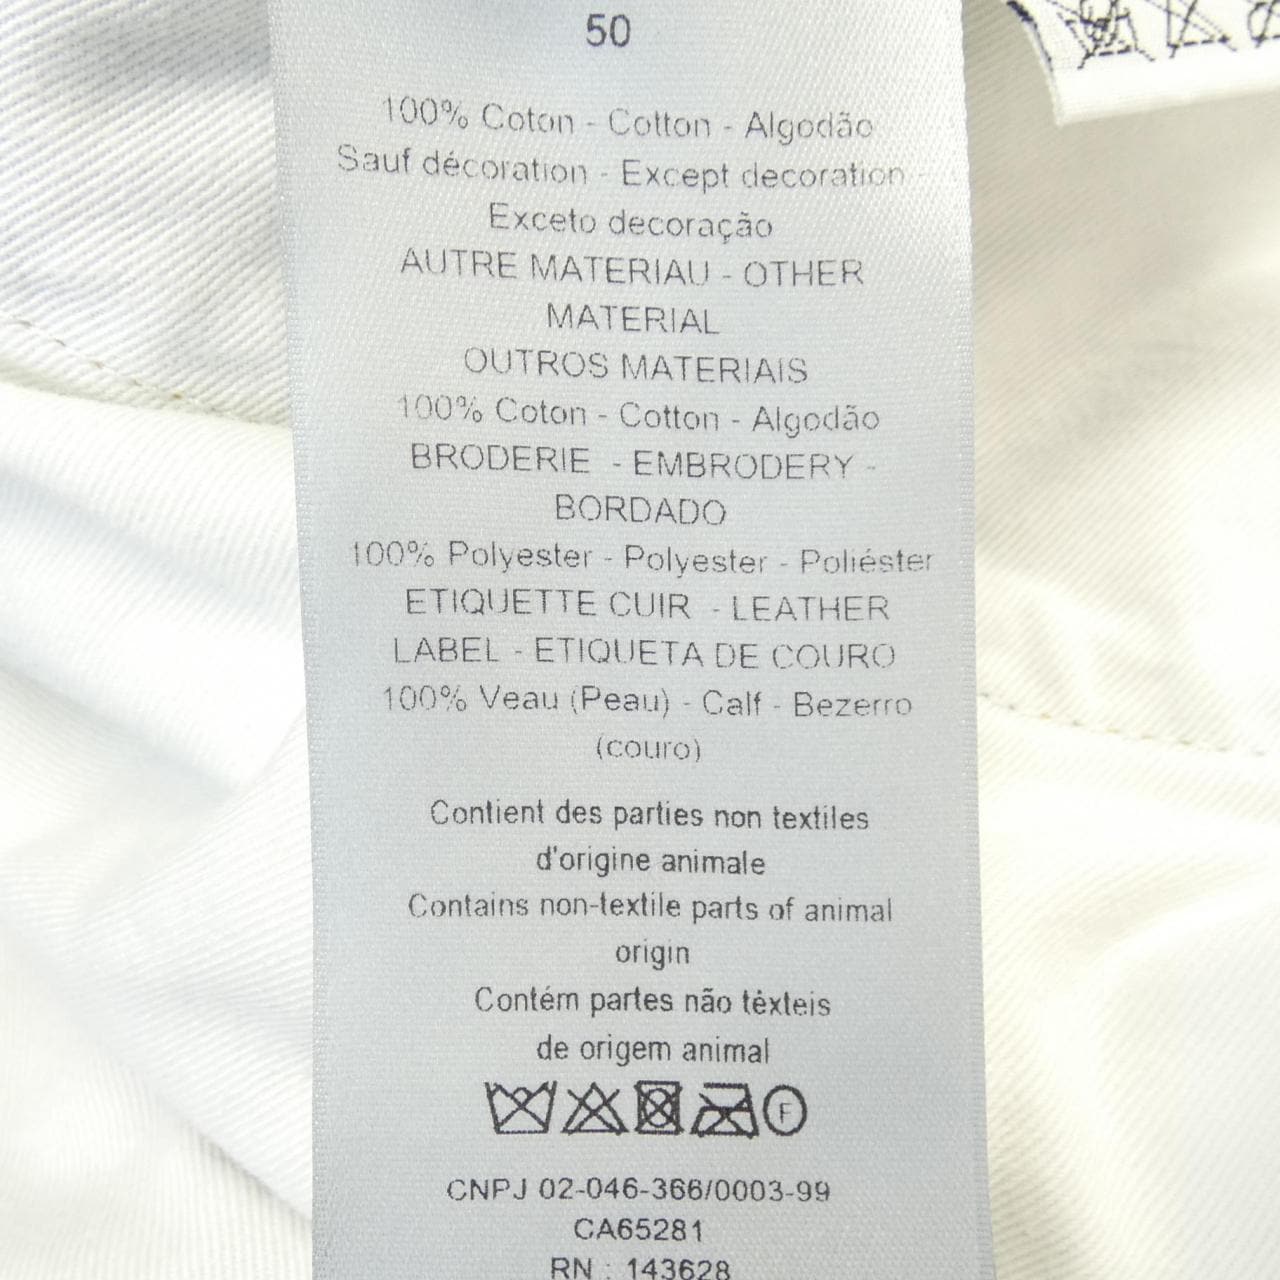 50
100% Coton - Cotton - Algodão
Sauf décoration - Except decoration -
Exceto decoração
AUTRE MATERIAU - OTHER
MATERIAL
OUTROS MATERIAIS
100% Coton - Cotton - Algodão
BRODERIE - EMBRODERY -
BORDADO
100% Polyester - Polyester - Poliéster
ETIQUETTE CUIR - LEATHER
LABEL - ETIQUETA DE COURO
100% Veau (Peau) - Calf - Bezerro
(couro)
Contient des parties non textiles
d'origine animale
Contains non-textile parts of animal
origin
Contém partes não têxteis
de origem animal
F
CNPJ 02-046-366/0003-99
CA65281
RN : 143628